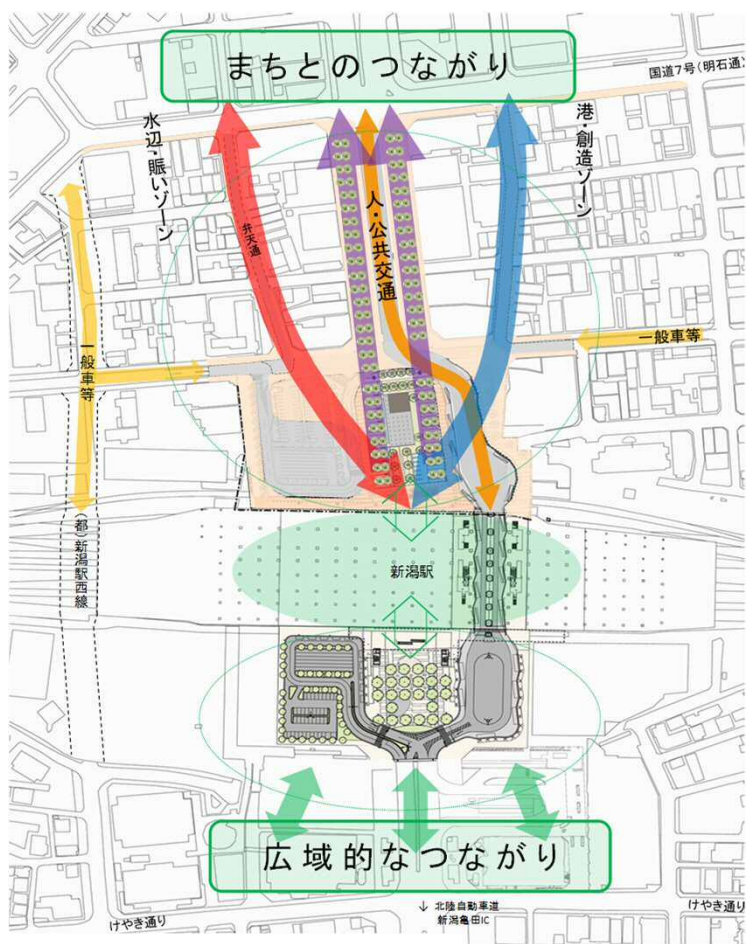 まちとのつながり
国道7号(明石通
水辺・賑いゾーン
港・創造ゾーン
弁天通
人・公共交通
一般車等
一般車等
(都)新潟駅西線
新潟駅
広域的なつながり
けやき通り
↓ 北陸自動車道
新潟亀田IC
けやき通り